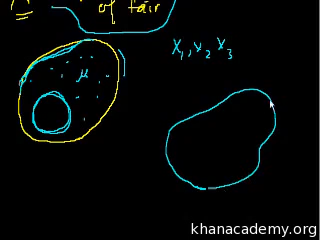 of fair
X₁, X₂ X₃
μ
khanacademy.org